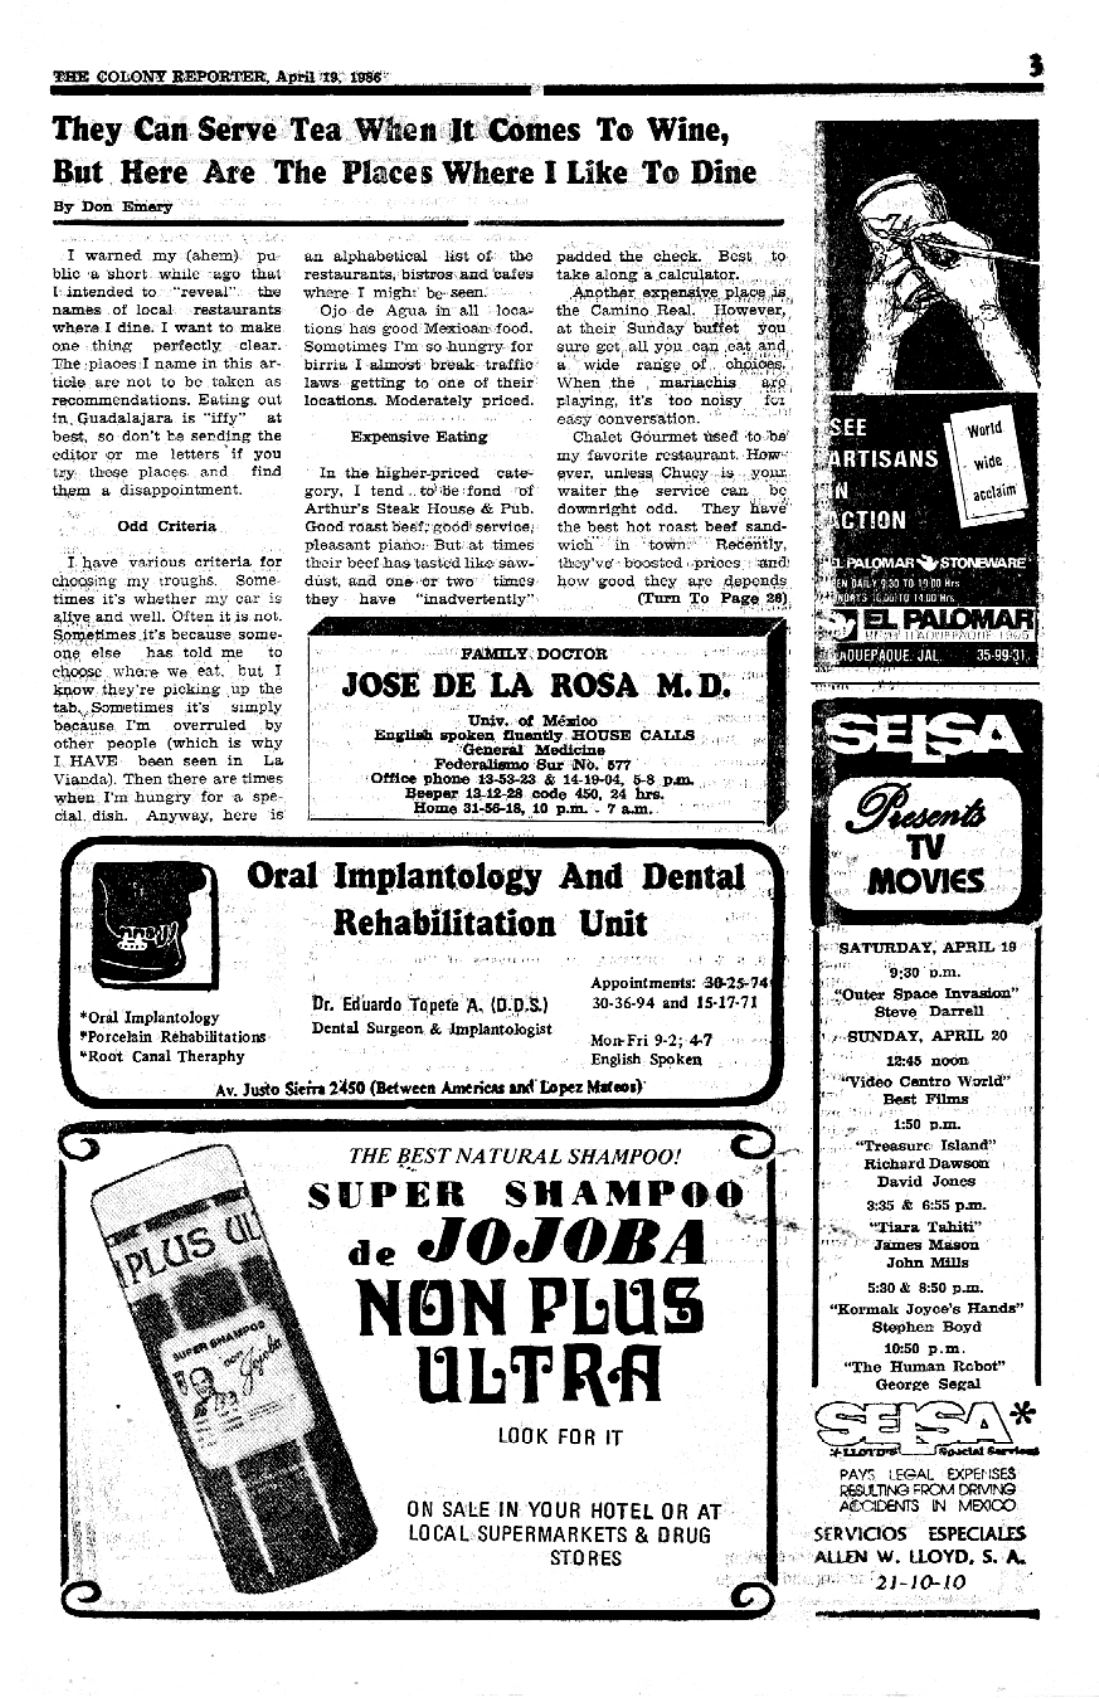 THE COLONY REPORTER, April 19, 1986
3
They Can Serve Tea When It Comes To Wine,
But Here Are The Places Where I Like To Dine
By Don Emery
I warned my (ahem) pu-
blic a short while ago that
I intended to "reveal" the
names of local restaurants
where I dine. I want to make
one thing perfectly clear.
The places I name in this ar-
ticle are not to be taken as
recommendations. Eating out
in Guadalajara is "iffy" at
best, so don't be sending the
editor or me letters if you
try these places and find
them a disappointment.
Odd Criteria
I have various criteria for
choosing my troughs. Some-
times it's whether my car is
alive and well. Often it is not.
Sometimes it's because some-
one else has told me to
choose where we eat, but I
know they're picking up the
tab. Sometimes it's simply
because I'm overruled by
other people (which is why
I HAVE been seen in La
Vianda). Then there are times
when I'm hungry for a spe-
cial dish. Anyway, here is
an alphabetical list of the
restaurants, bistros and cafes
where I might be seen.
Ojo de Agua in all loca-
tions has good Mexican food.
Sometimes I'm so hungry for
birria I almost break traffic
laws getting to one of their
locations. Moderately priced.
Expensive Eating
In the higher-priced cate-
gory, I tend to be fond of
Arthur's Steak House & Pub.
Good roast beef, good service,
pleasant piano. But at times
their beef has tasted like saw-
dust, and one or two times
they have "inadvertently"
padded the check. Best to
take along a calculator.
Another expensive place is
the Camino Real. However,
at their Sunday buffet you
sure get all you can eat and
a wide range of choices.
When the mariachis are
playing, it's too noisy for
easy conversation.
Chalet Gourmet used to be
my favorite restaurant. How-
ever, unless Chucy is your
waiter the service can be
downright odd. They have
the best hot roast beef sand-
wich in town. Recently,
they've boosted prices and
how good they are depends
(Turn To Page 28)
FAMILY DOCTOR
JOSE DE LA ROSA M.D.
Univ. of México
English spoken fluently HOUSE CALLS
General Medicine
Federalismo Sur No. 577
Office phone 13-53-23 & 14-19-04, 5-8 p.m.
Beeper 13-12-28 code 450, 24 hrs.
Home 31-56-18, 10 p.m. - 7 a.m.
Oral Implantology And Dental
Rehabilitation Unit
*Oral Implantology
*Porcelain Rehabilitations
*Root Canal Theraphy
Dr. Eduardo Topete A. (D.D.S.)
Dental Surgeon & Implantologist
Appointments: 30-25-74
30-36-94 and 15-17-71
Mon-Fri 9-2; 4-7
English Spoken
Av. Justo Sierra 2450 (Between Americas and Lopez Mateos)
THE BEST NATURAL SHAMPOO!
SUPER SHAMPOO
de JOJOBA
NON PLUS
ULTRA
LOOK FOR IT
ON SALE IN YOUR HOTEL OR AT
LOCAL SUPERMARKETS & DRUG
STORES
PLUS UL
SUPER SHAMPOO
DON
Jojoba
SEE
ARTISANS
IN
ACTION
World
wide
acclaim
EL PALOMAR STONEWARE
EN DAILY 9:30 TO 19:00 Hrs
10:00 TO 14:00 Hrs
EL PALOMAR
AQUEPAQUE. JAL. 35-99-31
SEISA
Presents
TV
MOVIES
SATURDAY, APRIL 19
9:30 p.m.
"Outer Space Invasion"
Steve Darrell
SUNDAY, APRIL 20
12:45 noon
"Video Centro World"
Best Films
1:50 p.m.
"Treasure Island"
Richard Dawson
David Jones
3:35 & 6:55 p.m.
"Tiara Tahiti"
James Mason
John Mills
5:30 & 8:50 p.m.
"Kormak Joyce's Hands"
Stephen Boyd
10:50 p.m.
"The Human Robot"
George Segal
SEISA*
*LLOYD'S Special Services
PAYS LEGAL EXPENSES
RESULTING FROM DRIVING
ACCIDENTS IN MEXICO
SERVICIOS ESPECIALES
ALLEN W. LLOYD, S. A.
21-10-10